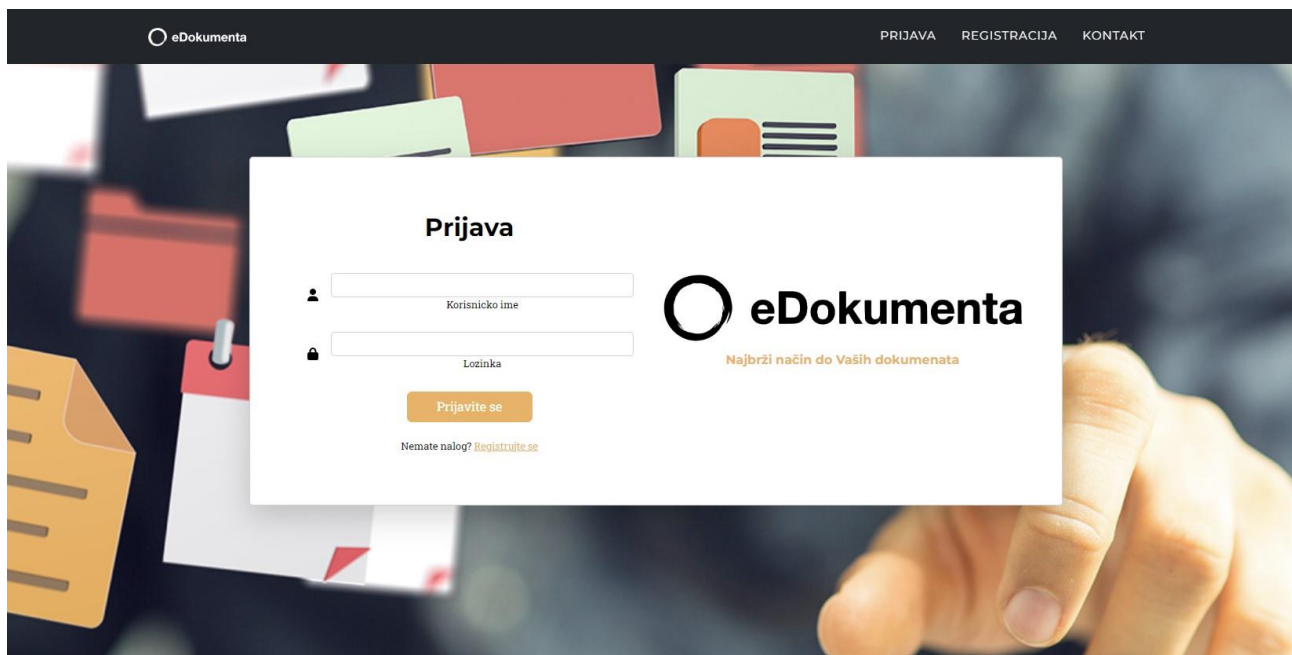 eDokumenta
PRIJAVA REGISTRACIJA KONTAKT
Prijava
Korisnicko ime
Lozinka
Prijavite se
Nemate nalog? Registrujte se
eDokumenta
Najbrži način do Vaših dokumenata